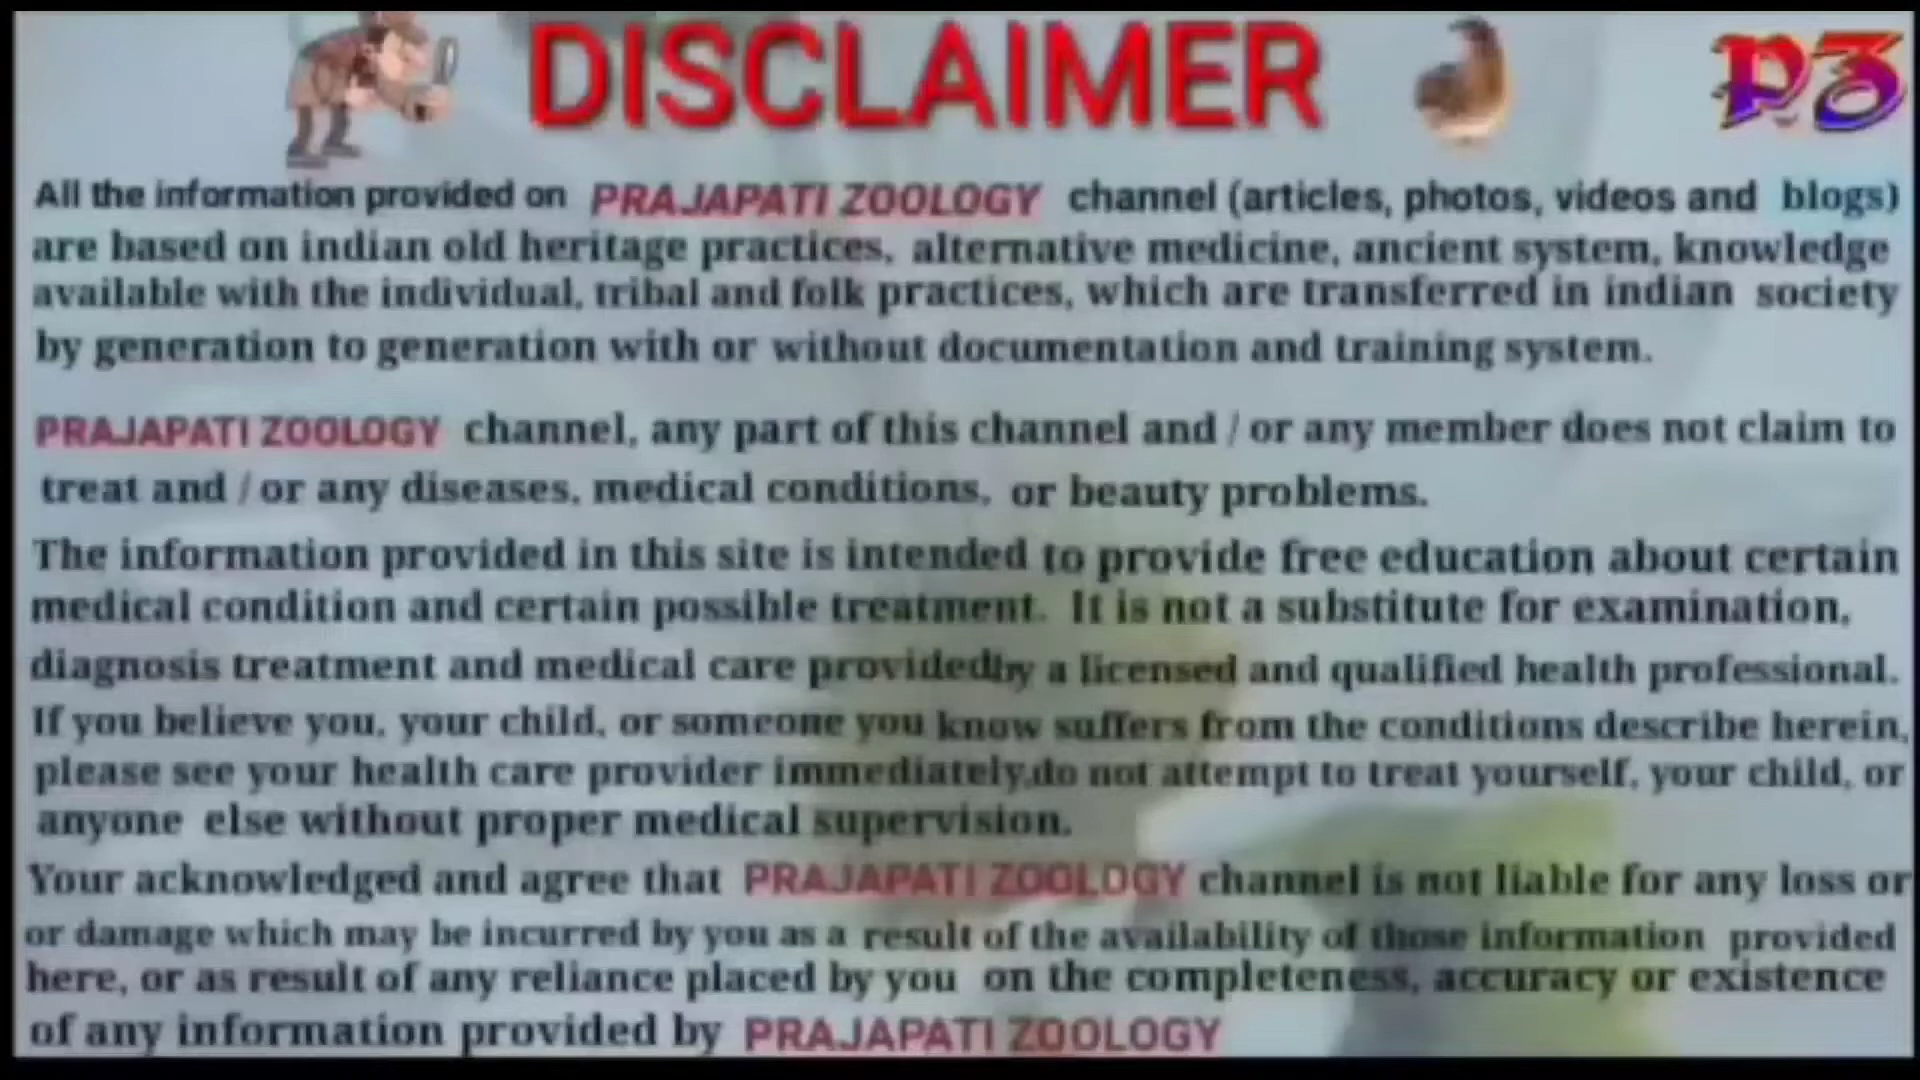 DISCLAIMER
PZ
All the information provided on PRAJAPATI ZOOLOGY channel (articles, photos, videos and blogs)
are based on indian old heritage practices, alternative medicine, ancient system, knowledge
available with the individual, tribal and folk practices, which are transferred in indian society
by generation to generation with or without documentation and training system.
PRAJAPATI ZOOLOGY channel, any part of this channel and / or any member does not claim to
treat and / or any diseases, medical conditions, or beauty problems.
The information provided in this site is intended to provide free education about certain
medical condition and certain possible treatment. It is not a substitute for examination,
diagnosis treatment and medical care providedby a licensed and qualified health professional.
If you believe you, your child, or someone you know suffers from the conditions describe herein,
please see your health care provider immediately,do not attempt to treat yourself, your child, or
anyone else without proper medical supervision.
Your acknowledged and agree that PRAJAPATI ZOOLOGY channel is not liable for any loss or
or damage which may be incurred by you as a result of the availability of those information provided
here, or as result of any reliance placed by you on the completeness, accuracy or existence
of any information provided by PRAJAPATI ZOOLOGY